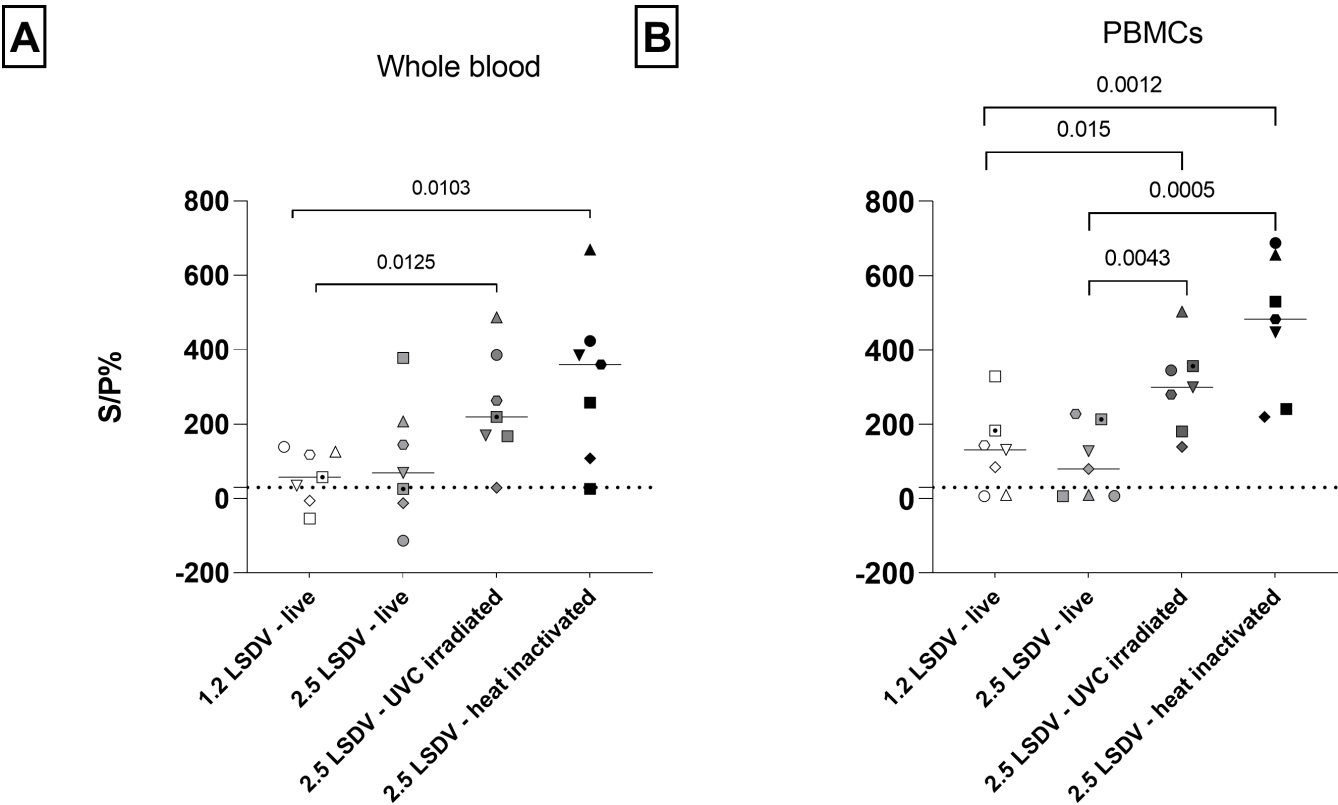 A
Whole blood
0.0103
0.0125
S/P%
800
600
400
200
0
-200
1.2 LSDV - live
2.5 LSDV - live
2.5 LSDV - UVC irradiated
2.5 LSDV - heat inactivated
B
PBMCs
0.0012
0.015
0.0005
0.0043
800
600
400
200
0
-200
1.2 LSDV - live
2.5 LSDV - live
2.5 LSDV - UVC irradiated
2.5 LSDV - heat inactivated